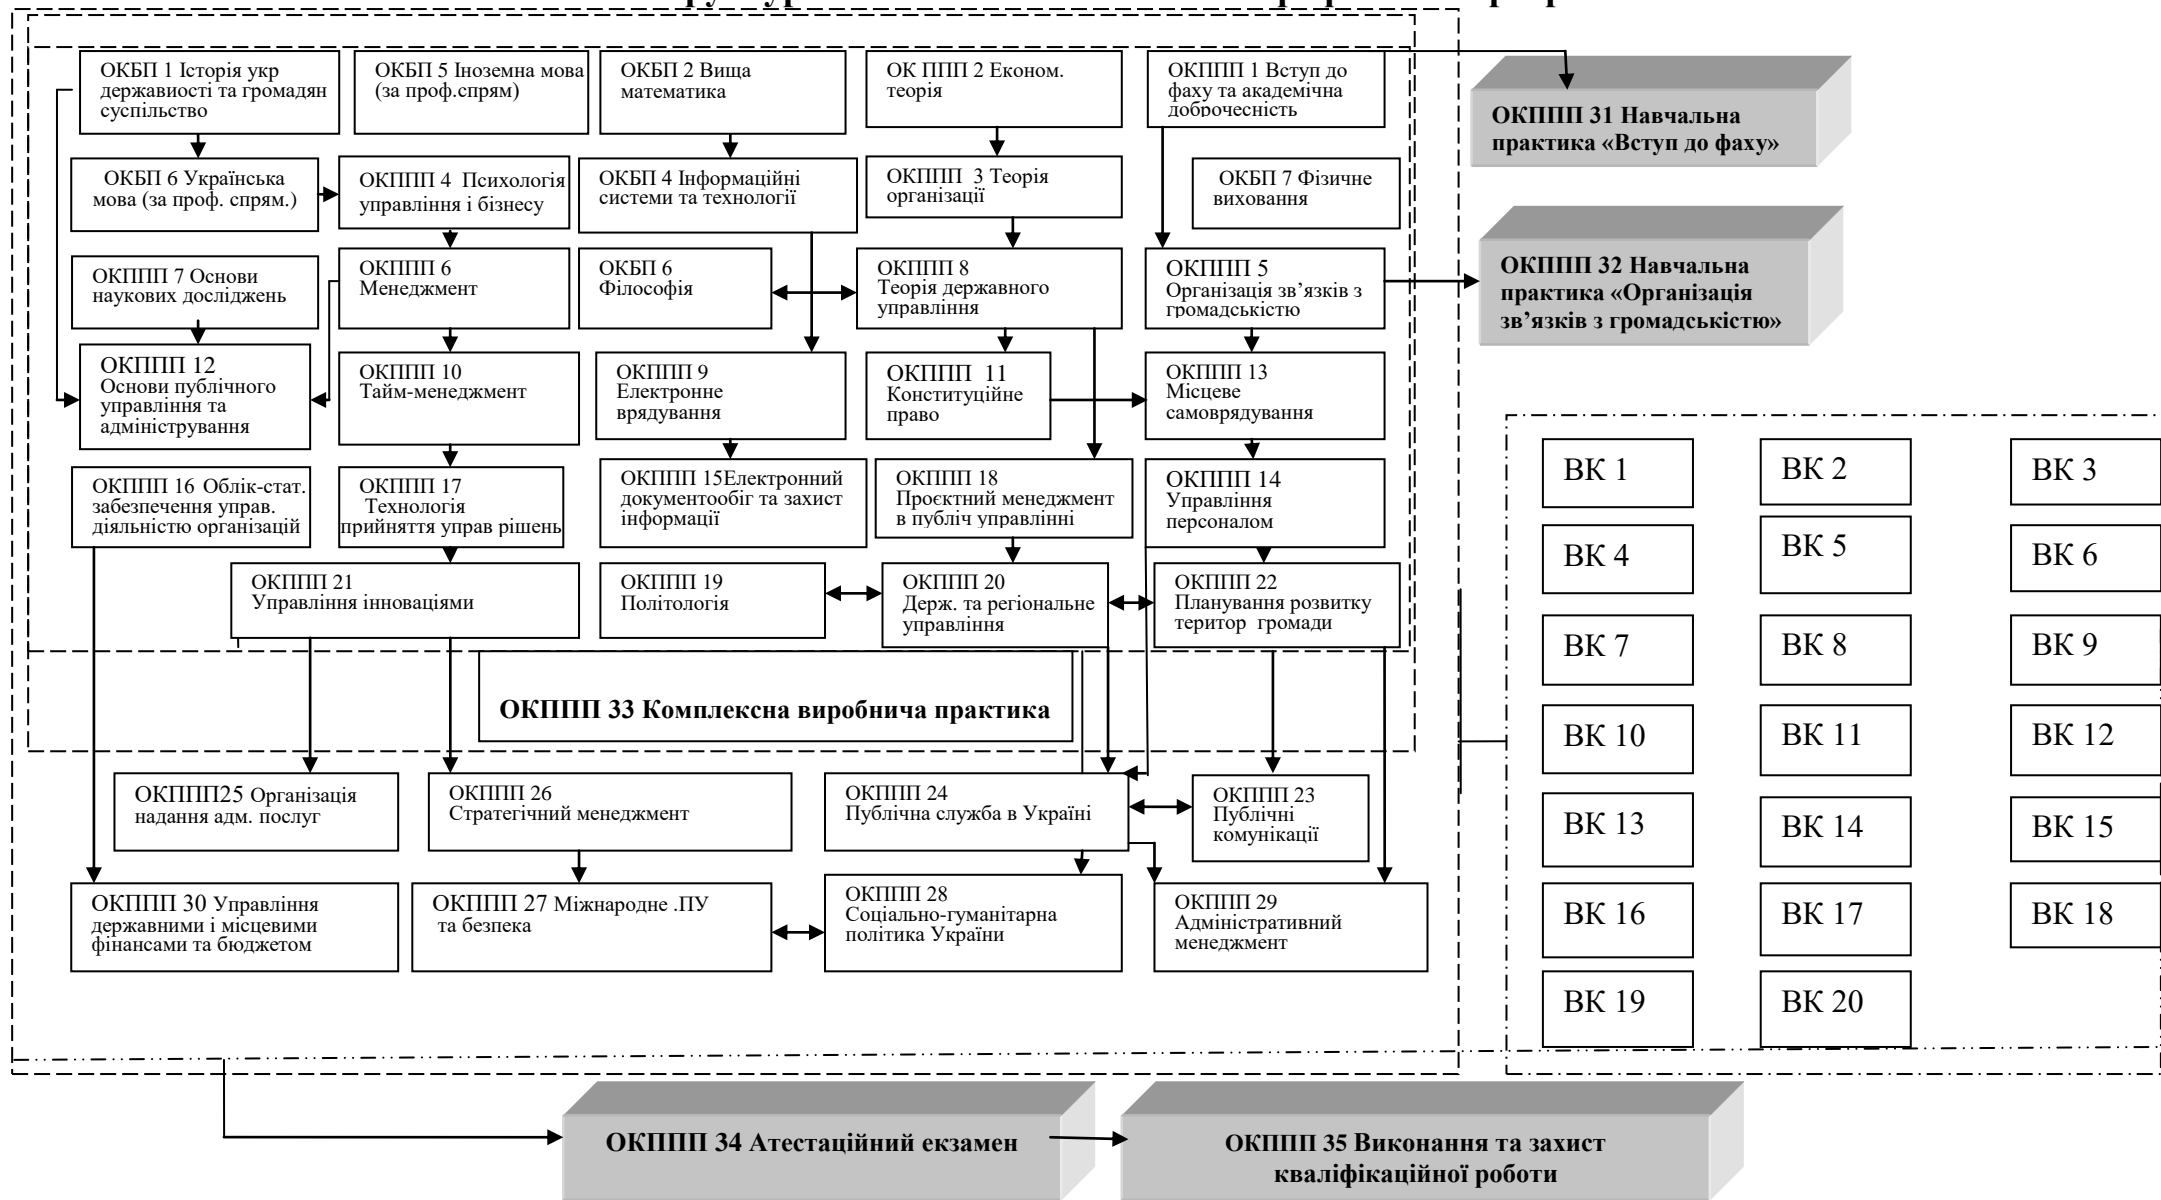 ОКБП 1 Історія укр
державиості та громадян
суспільство
ОКБП 5 Іноземна мова
(за проф.спрям)
ОКБП 2 Вища
математика
ОК ППП 2 Економ.
теорія
ОКППП 1 Вступ до
фаху та академічна
доброчесність
ОКППП 31 Навчальна
практика «Вступ до фаху»
ОКБП 6 Українська
мова (за проф. спрям.)
ОКППП 4 Психологія
управління і бізнесу
ОКБП 4 Інформаційні
системи та технології
ОКППП 3 Теорія
організації
ОКБП 7 Фізичне
виховання
ОКППП 32 Навчальна
практика «Організація
зв’язків з громадськістю»
ОКППП 7 Основи
наукових досліджень
ОКППП 6
Менеджмент
ОКБП 6
Філософія
ОКППП 8
Теорія державного
управління
ОКППП 5
Організація зв’язків з
громадськістю
ОКППП 12
Основи публічного
управління та
адміністрування
ОКППП 10
Тайм-менеджмент
ОКППП 9
Електронне
врядування
ОКППП 11
Конституційне
право
ОКППП 13
Місцеве
самоврядування
ОКППП 16 Облік-стат.
забезпечення управ.
діяльністю організацій
ОКППП 17
Технологія
прийняття управ рішень
ОКППП 15Електронний
документообіг та захист
інформації
ОКППП 18
Проєктний менеджмент
в публіч управлінні
ОКППП 14
Управління
персоналом
ОКППП 21
Управління інноваціями
ОКППП 19
Політологія
ОКППП 20
Держ. та регіональне
управління
ОКППП 22
Планування розвитку
територ громади
ОКППП 33 Комплексна виробнича практика
ОКППП25 Організація
надання адм. послуг
ОКППП 26
Стратегічний менеджмент
ОКППП 24
Публічна служба в Україні
ОКППП 23
Публічні
комунікації
ОКППП 30 Управління
державними і місцевими
фінансами та бюджетом
ОКППП 27 Міжнародне .ПУ
та безпека
ОКППП 28
Соціально-гуманітарна
політика України
ОКППП 29
Адміністративний
менеджмент
ВК 1
ВК 2
ВК 3
ВК 4
ВК 5
ВК 6
ВК 7
ВК 8
ВК 9
ВК 10
ВК 11
ВК 12
ВК 13
ВК 14
ВК 15
ВК 16
ВК 17
ВК 18
ВК 19
ВК 20
ОКППП 34 Атестаційний екзамен
ОКППП 35 Виконання та захист
кваліфікаційної роботи